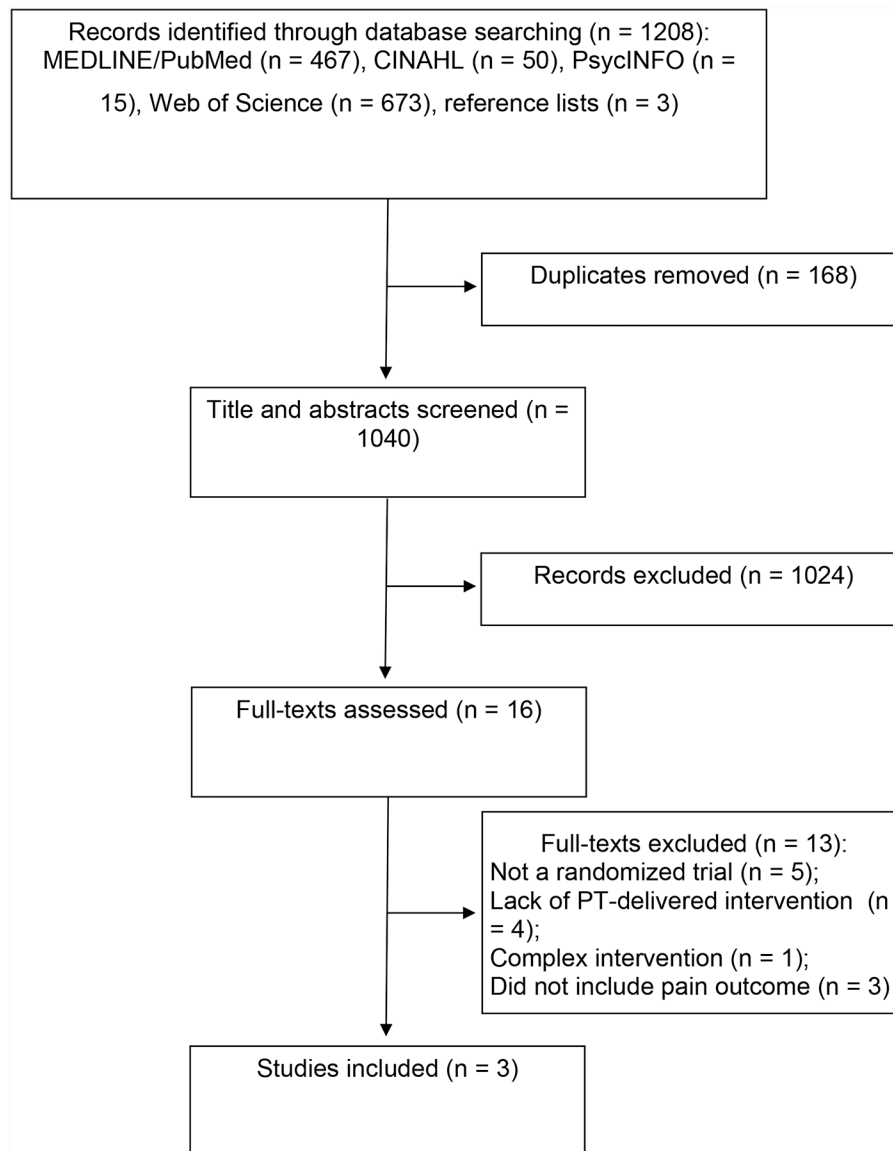 Records identified through database searching (n = 1208):
MEDLINE/PubMed (n = 467), CINAHL (n = 50), PsycINFO (n =
15), Web of Science (n = 673), reference lists (n = 3)
Duplicates removed (n = 168)
Title and abstracts screened (n =
1040)
Records excluded (n = 1024)
Full-texts assessed (n = 16)
Full-texts excluded (n = 13):
Not a randomized trial (n = 5);
Lack of PT-delivered intervention (n
= 4);
Complex intervention (n = 1);
Did not include pain outcome (n = 3)
Studies included (n = 3)